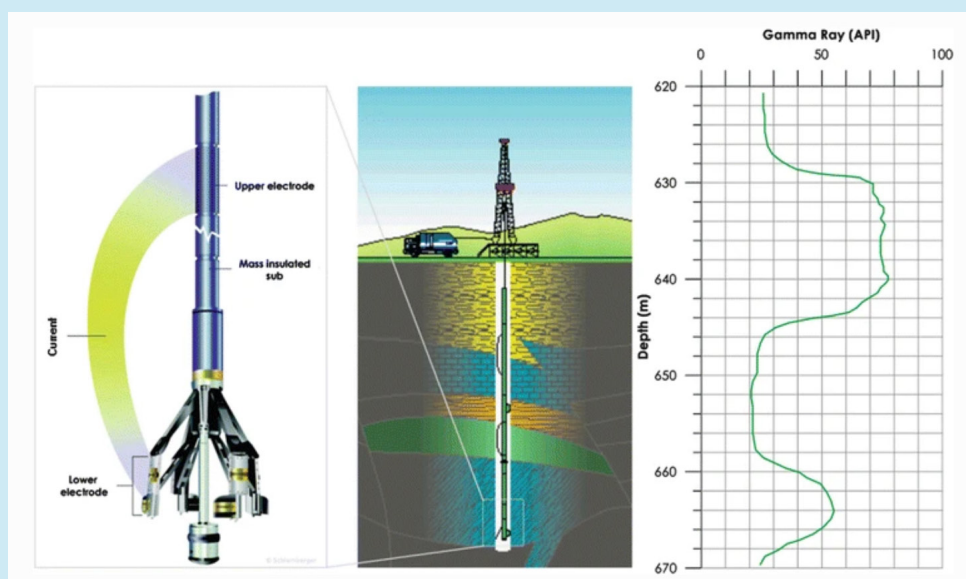 Upper electrode
Mass insulated
sub
Current
Lower
electrode
© Schlumberger
Gamma Ray (API)
0
50
100
Depth (m)
620
630
640
650
660
670